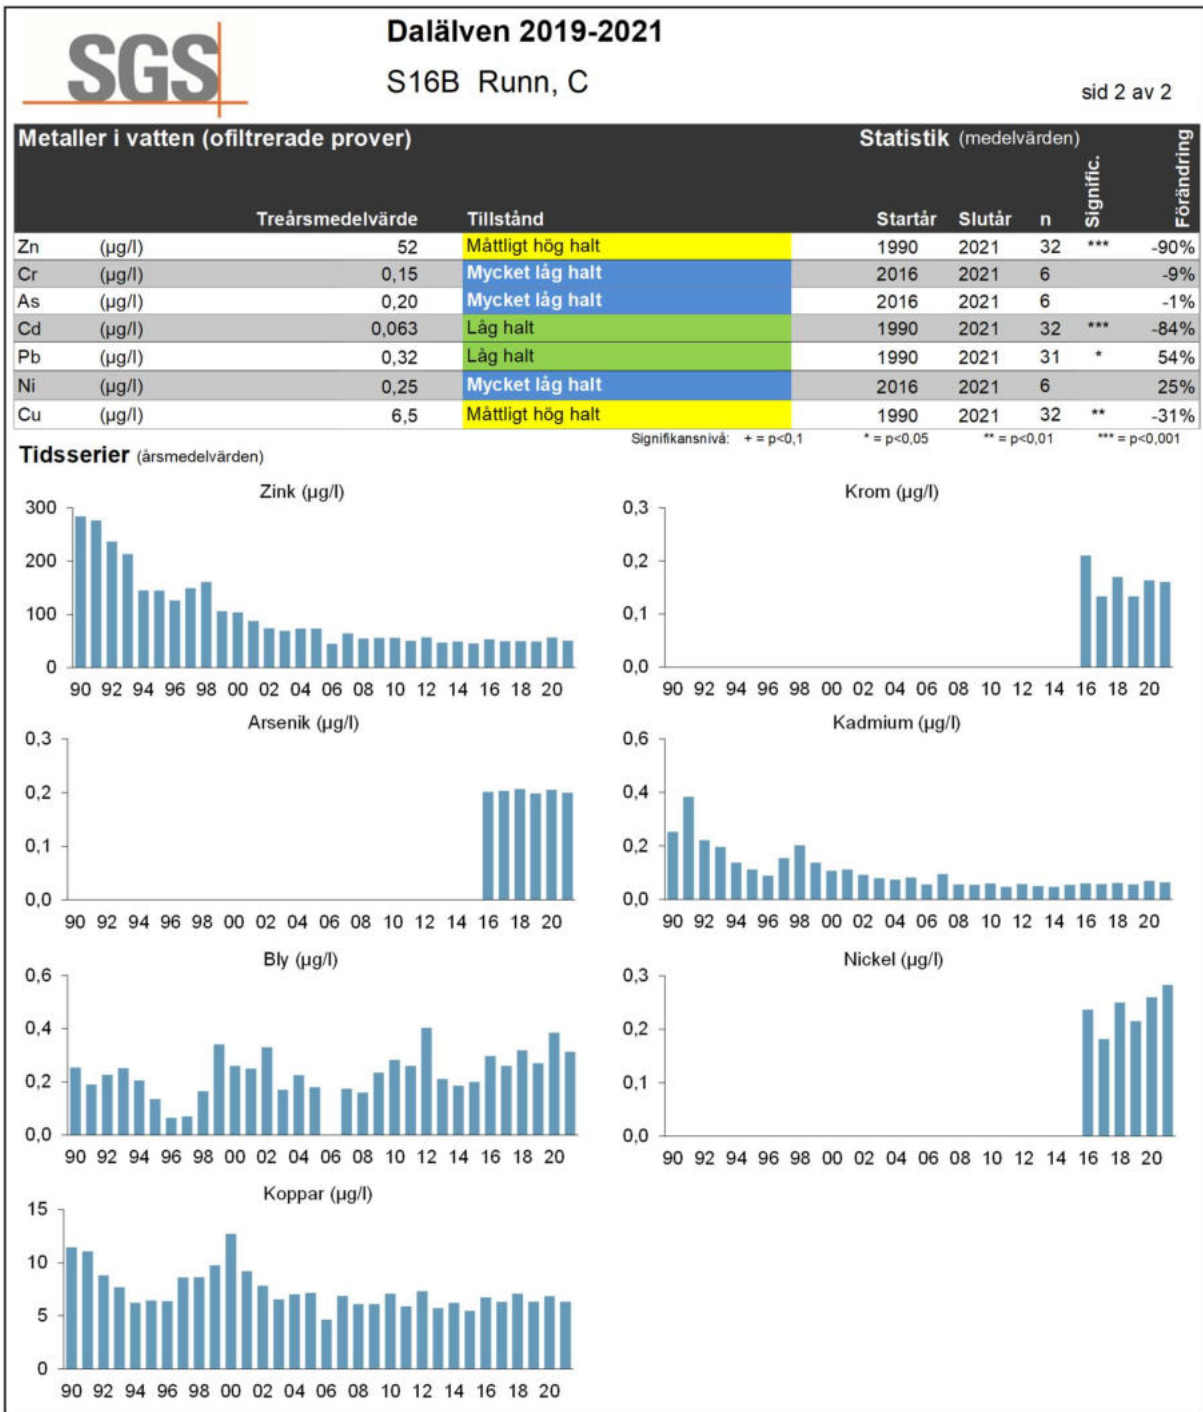 SGS
Dalälven 2019-2021
S16B Runn, C
sid 2 av 2
Metaller i vatten (ofiltrerade prover) Statistik (medelvärden)
Treårsmedelvärde Tillstånd Startår Slutår n Signific. Förändring
Zn (µg/l) 52 Måttligt hög halt 1990 2021 32 *** -90%
Cr (µg/l) 0,15 Mycket låg halt 2016 2021 6 -9%
As (µg/l) 0,20 Mycket låg halt 2016 2021 6 -1%
Cd (µg/l) 0,063 Låg halt 1990 2021 32 *** -84%
Pb (µg/l) 0,32 Låg halt 1990 2021 31 * 54%
Ni (µg/l) 0,25 Mycket låg halt 2016 2021 6 25%
Cu (µg/l) 6,5 Måttligt hög halt 1990 2021 32 ** -31%
Signifikansnivå: + = p<0,1 * = p<0,05 ** = p<0,01 *** = p<0,001
Tidsserier (årsmedelvärden)
Zink (µg/l)
300
200
100
0
90 92 94 96 98 00 02 04 06 08 10 12 14 16 18 20
Krom (µg/l)
0,3
0,2
0,1
0,0
90 92 94 96 98 00 02 04 06 08 10 12 14 16 18 20
Arsenik (µg/l)
0,3
0,2
0,1
0,0
90 92 94 96 98 00 02 04 06 08 10 12 14 16 18 20
Kadmium (µg/l)
0,6
0,4
0,2
0,0
90 92 94 96 98 00 02 04 06 08 10 12 14 16 18 20
Bly (µg/l)
0,6
0,4
0,2
0,0
90 92 94 96 98 00 02 04 06 08 10 12 14 16 18 20
Nickel (µg/l)
0,3
0,2
0,1
0,0
90 92 94 96 98 00 02 04 06 08 10 12 14 16 18 20
Koppar (µg/l)
15
10
5
0
90 92 94 96 98 00 02 04 06 08 10 12 14 16 18 20